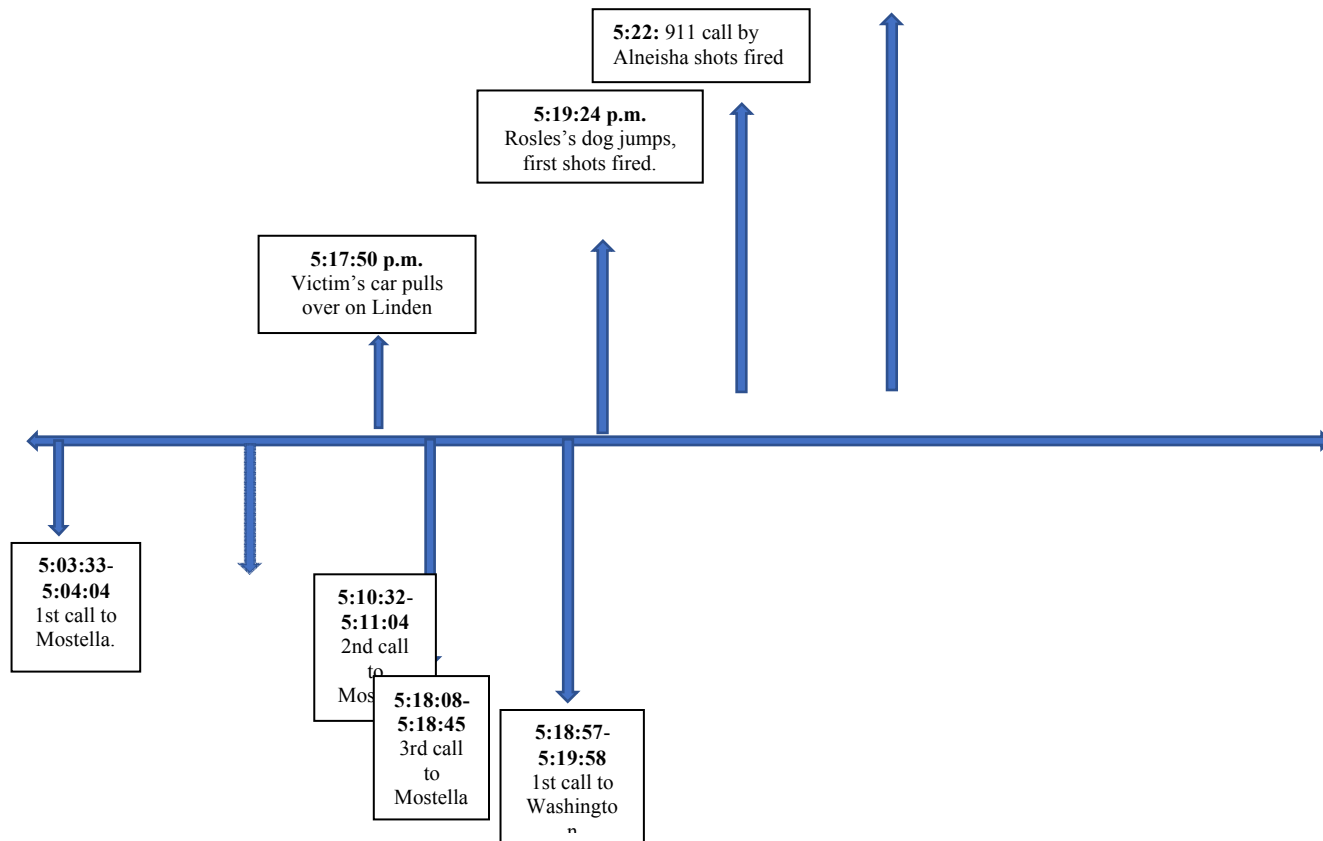 5:22: 911 call by
Alneisha shots fired
5:19:24 p.m.
Rosles’s dog jumps,
first shots fired.
5:17:50 p.m.
Victim’s car pulls
over on Linden
5:03:33-
5:04:04
1st call to
Mostella.
5:10:32-
5:11:04
2nd call
to
5:18:08-
5:18:45
3rd call
to
Mostella
5:18:57-
5:19:58
1st call to
Washingto
n